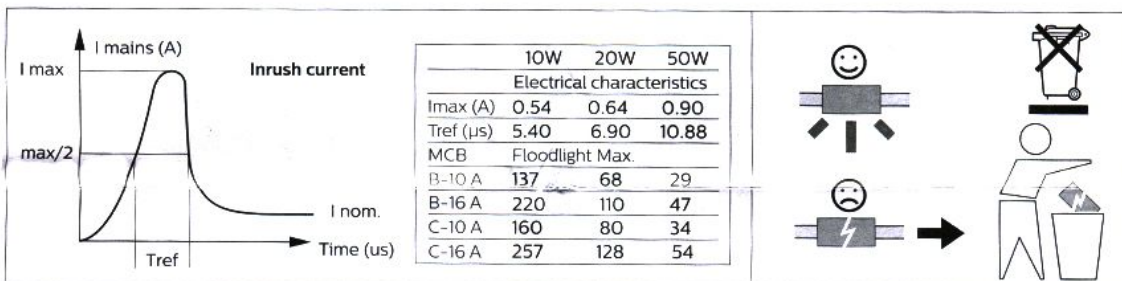 I mains (A)
I max
Inrush current
max/2
I nom.
Time (us)
Tref
10W 20W 50W
Electrical characteristics
Imax (A) 0.54 0.64 0.90
Tref (µs) 5.40 6.90 10.88
MCB Floodlight Max.
B-10 A 137 68 29
B-16 A 220 110 47
C-10 A 160 80 34
C-16 A 257 128 54